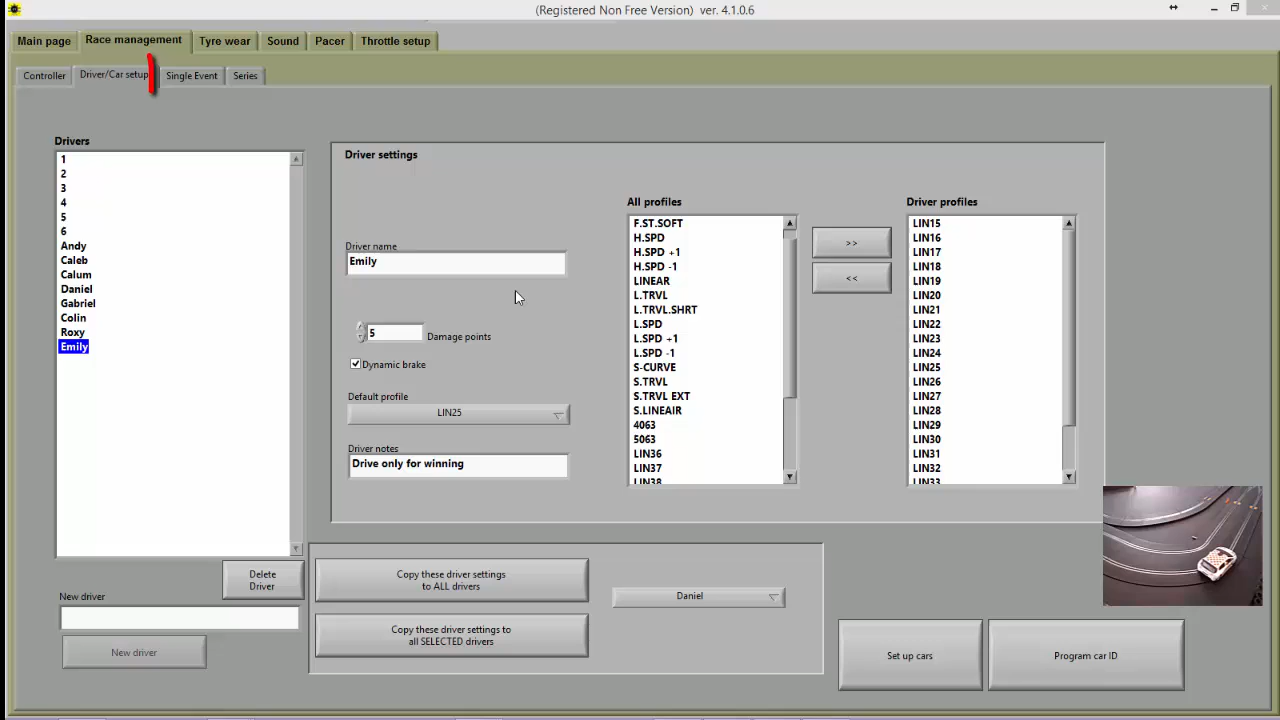 (Registered Non Free Version) ver. 4.1.0.6
Main page
Race management
Tyre wear
Sound
Pacer
Throttle setup
Controller
Driver/Car setup
Single Event
Series
Drivers
1
2
3
4
5
6
Andy
Caleb
Calum
Daniel
Gabriel
Colin
Roxy
Emily
Delete
Driver
New driver
New driver
Driver settings
Driver name
Emily
5
Damage points
Dynamic brake
Default profile
LIN25
Driver notes
Drive only for winning
All profiles
F.ST.SOFT
H.SPD
H.SPD +1
H.SPD -1
LINEAR
L.TRVL
L.TRVL.SHRT
L.SPD
L.SPD +1
L.SPD -1
S-CURVE
S.TRVL
S.TRVL EXT
S.LINEAIR
4063
5063
LIN36
LIN37
LIN38
>>
<<
Driver profiles
LIN15
LIN16
LIN17
LIN18
LIN19
LIN20
LIN21
LIN22
LIN23
LIN24
LIN25
LIN26
LIN27
LIN28
LIN29
LIN30
LIN31
LIN32
LIN33
Copy these driver settings
to ALL drivers
Copy these driver settings to
all SELECTED drivers
Daniel
Set up cars
Program car ID